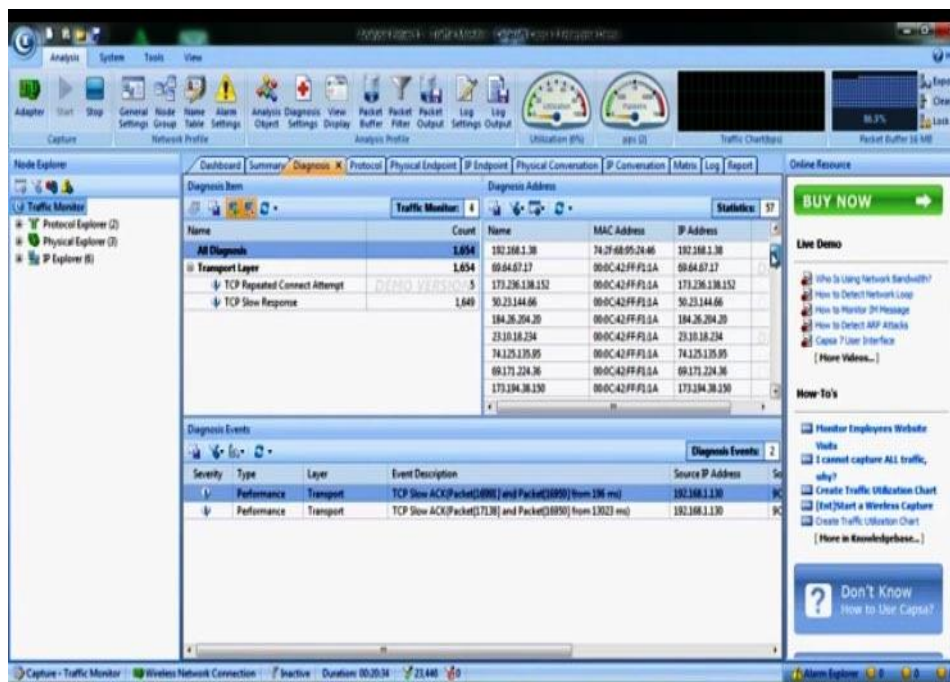 Analysis System Tools View
Adapter Start Stop General Settings Node Group Name Table Alarm Settings Analysis Object Diagnosis Settings View Display Packet Buffer Packet Filter Packet Output Log Settings Log Output
Capture Network Profile Analysis Profile Utilization (%) pps Traffic Chart 86.3% Packet Buffer 16 MB
Node Explorer
Traffic Monitor
Protocol Explorer (2)
Physical Explorer (3)
IP Explorer (6)
Dashboard Summary Diagnosis X Protocol Physical Endpoint IP Endpoint Physical Conversation IP Conversation Matrix Log Report
Diagnosis Item
Traffic Monitor: 4
Name Count
All Diagnosis 1,654
Transport Layer 1,654
TCP Repeated Connect Attempt 5
TCP Slow Response 1,649
DEMO VERSION
Diagnosis Address
Statistics: 57
Name MAC Address IP Address
192.168.1.38 74:2F:68:95:24:46 192.168.1.38
69.64.67.17 00:0C:42:FF:F1:1A 69.64.67.17
173.236.138.152 00:0C:42:FF:F1:1A 173.236.138.152
50.23.144.66 00:0C:42:FF:F1:1A 50.23.144.66
184.26.204.20 00:0C:42:FF:F1:1A 184.26.204.20
23.10.18.234 00:0C:42:FF:F1:1A 23.10.18.234
74.125.135.95 00:0C:42:FF:F1:1A 74.125.135.95
69.171.224.36 00:0C:42:FF:F1:1A 69.171.224.36
173.194.38.150 00:0C:42:FF:F1:1A 173.194.38.150
Diagnosis Events
Diagnosis Events: 2
Severity Type Layer Event Description Source IP Address
Performance Transport TCP Slow ACK(Packet[16981] and Packet[16950] from 196 ms) 192.168.1.130
Performance Transport TCP Slow ACK(Packet[17138] and Packet[16950] from 13023 ms) 192.168.1.130
Online Resource
BUY NOW
Live Demo
Who Is Using Network Bandwidth?
How to Detect Network Loop
How to Monitor IM Message
How to Detect ARP Attacks
Capsa 7 User Interface
[ More Videos... ]
How-To's
Monitor Employees Website Visits
I cannot capture ALL traffic, why?
Create Traffic Utilization Chart
[Ent]Start a Wireless Capture
Create Traffic Utilization Chart
[ More in Knowledgebase... ]
Don't Know
How to Use Capsa?
Capture - Traffic Monitor Wireless Network Connection Inactive Duration: 00:20:34 23,448 0 Alarm Explorer 0 0